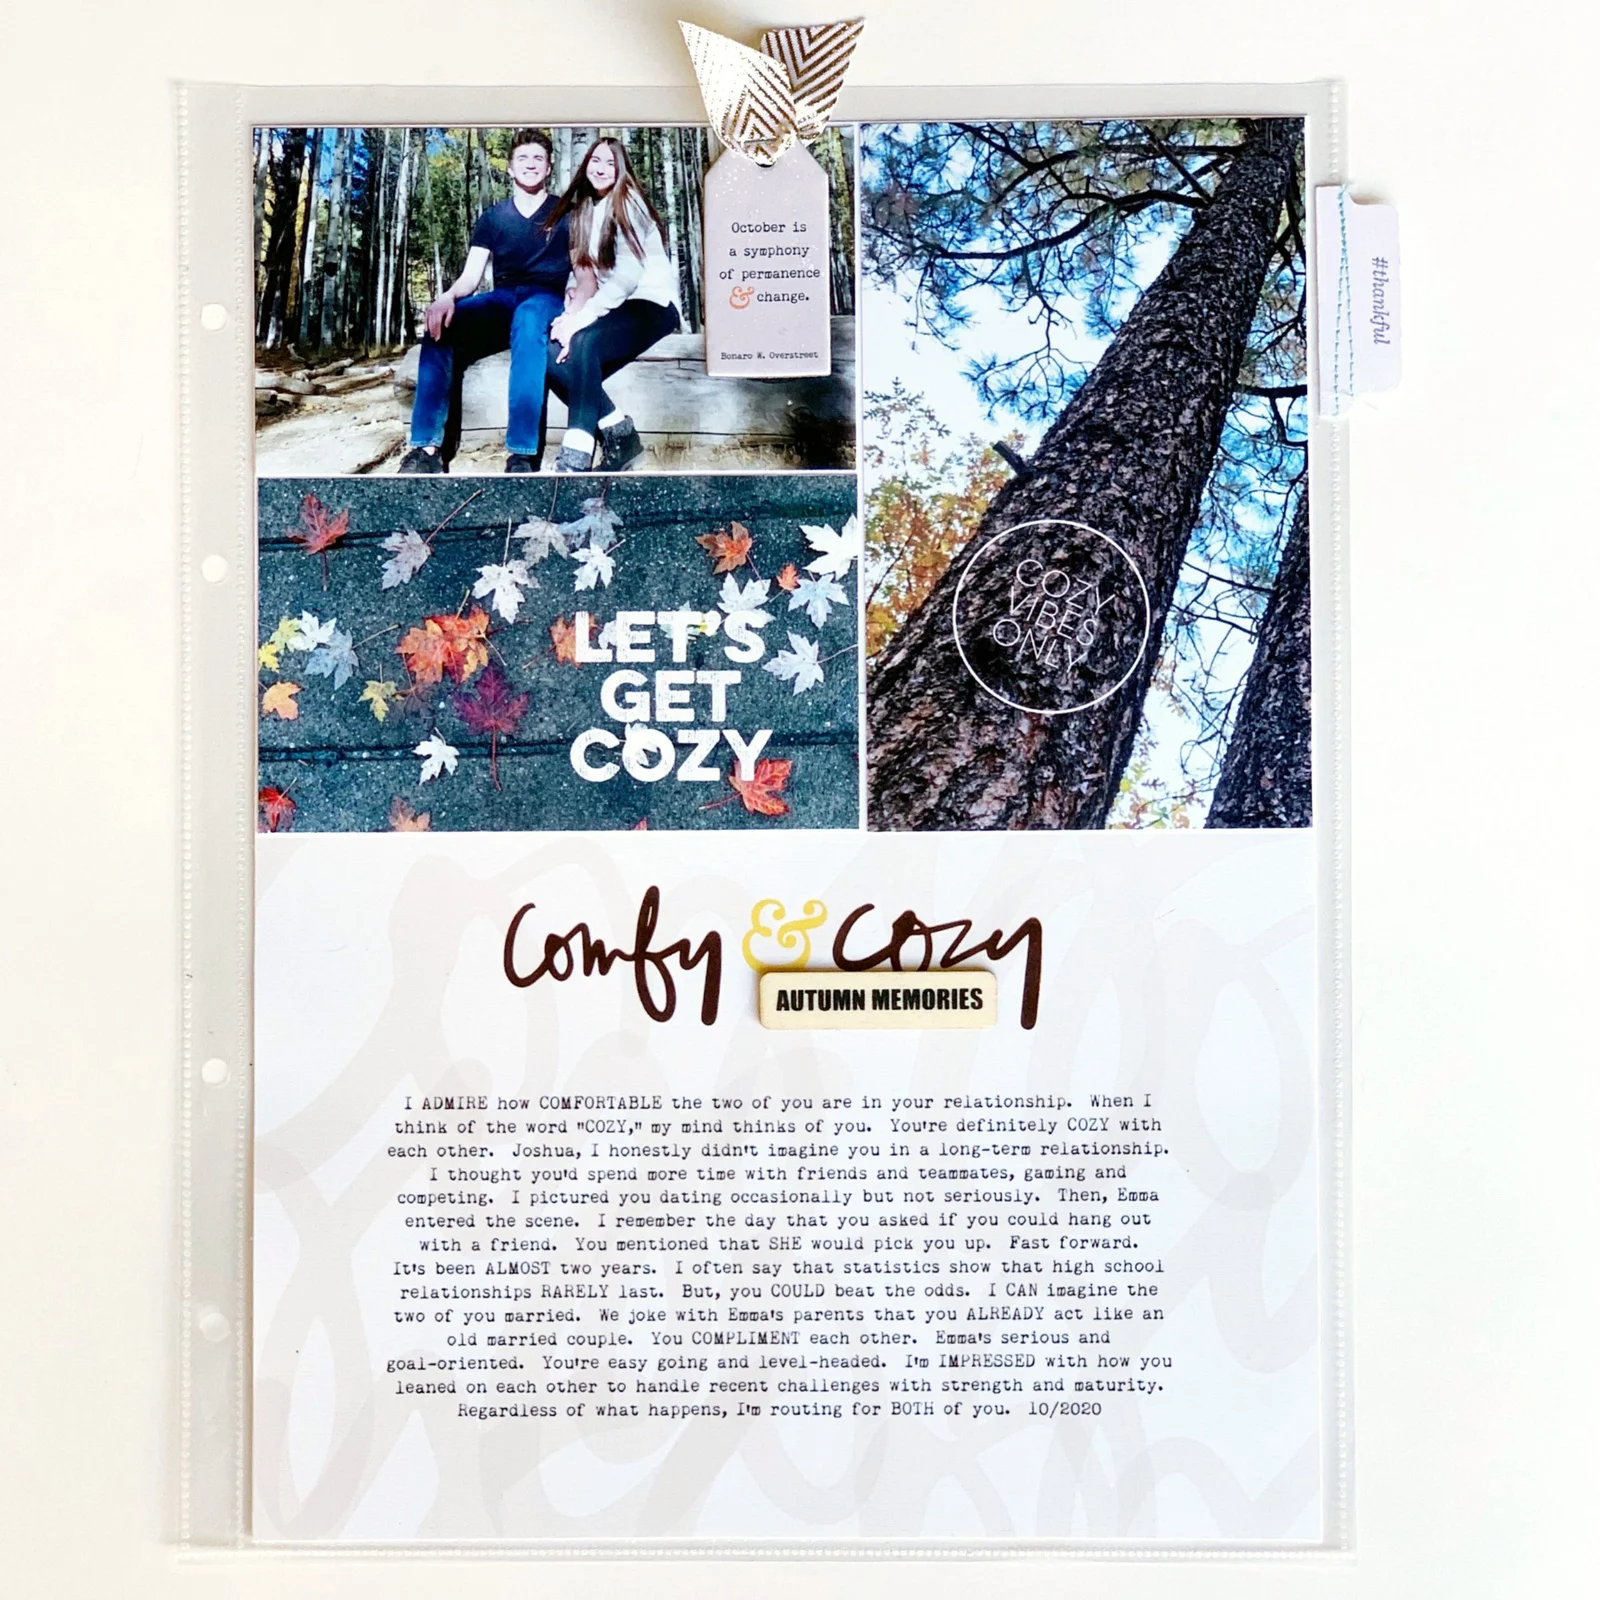 October is
a symphony
of permanence
& change.
Bonaro W. Overstreet
#thankful
LET'S
GET
COZY
COZY
VIBES
ONLY
comfy & cozy
AUTUMN MEMORIES
I ADMIRE how COMFORTABLE the two of you are in your relationship. When I
think of the word "COZY," my mind thinks of you. You're definitely COZY with
each other. Joshua, I honestly didn't imagine you in a long-term relationship.
I thought you'd spend more time with friends and teammates, gaming and
competing. I pictured you dating occasionally but not seriously. Then, Emma
entered the scene. I remember the day that you asked if you could hang out
with a friend. You mentioned that SHE would pick you up. Fast forward.
It's been ALMOST two years. I often say that statistics show that high school
relationships RARELY last. But, you COULD beat the odds. I CAN imagine the
two of you married. We joke with Emma's parents that you ALREADY act like an
old married couple. You COMPLIMENT each other. Emma's serious and
goal-oriented. You're easy going and level-headed. I'm IMPRESSED with how you
leaned on each other to handle recent challenges with strength and maturity.
Regardless of what happens, I'm routing for BOTH of you. 10/2020